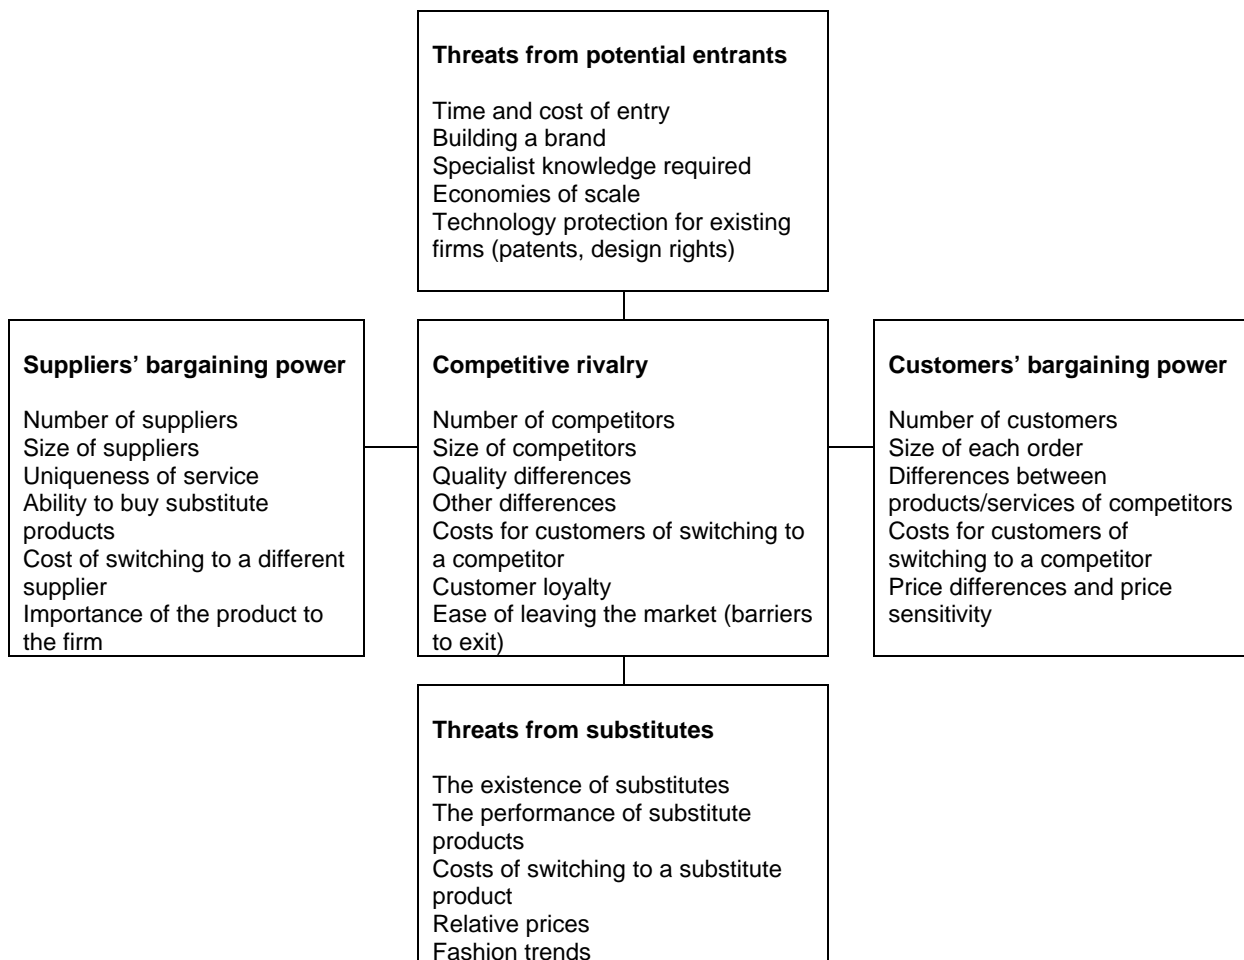 Threats from potential entrants
Time and cost of entry
Building a brand
Specialist knowledge required
Economies of scale
Technology protection for existing
firms (patents, design rights)
Suppliers’ bargaining power
Number of suppliers
Size of suppliers
Uniqueness of service
Ability to buy substitute
products
Cost of switching to a different
supplier
Importance of the product to
the firm
Competitive rivalry
Number of competitors
Size of competitors
Quality differences
Other differences
Costs for customers of switching to
a competitor
Customer loyalty
Ease of leaving the market (barriers
to exit)
Customers’ bargaining power
Number of customers
Size of each order
Differences between
products/services of competitors
Costs for customers of
switching to a competitor
Price differences and price
sensitivity
Threats from substitutes
The existence of substitutes
The performance of substitute
products
Costs of switching to a substitute
product
Relative prices
Fashion trends